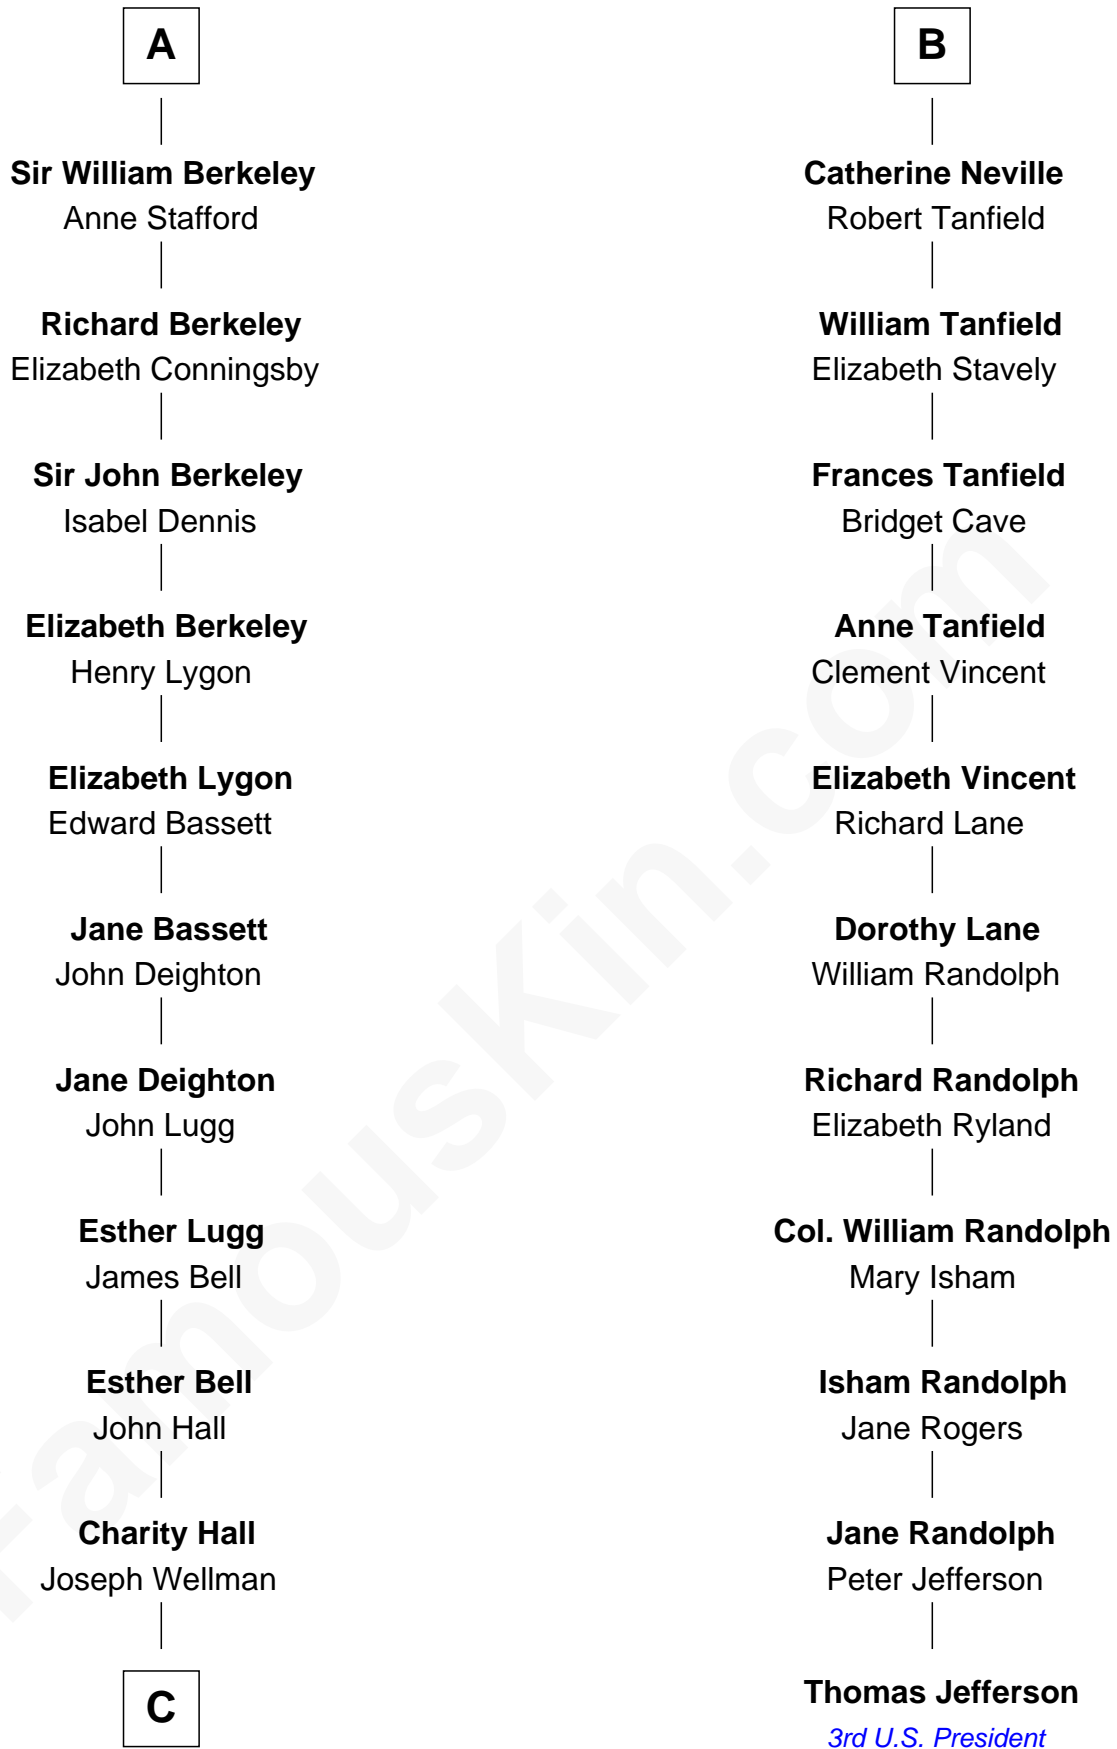 A
Sir William Berkeley
Anne Stafford
Richard Berkeley
Elizabeth Conningsby
Sir John Berkeley
Isabel Dennis
Elizabeth Berkeley
Henry Lygon
Elizabeth Lygon
Edward Bassett
Jane Bassett
John Deighton
Jane Deighton
John Lugg
Esther Lugg
James Bell
Esther Bell
John Hall
Charity Hall
Joseph Wellman
C
B
Catherine Neville
Robert Tanfield
William Tanfield
Elizabeth Stavely
Frances Tanfield
Bridget Cave
Anne Tanfield
Clement Vincent
Elizabeth Vincent
Richard Lane
Dorothy Lane
William Randolph
Richard Randolph
Elizabeth Ryland
Col. William Randolph
Mary Isham
Isham Randolph
Jane Rogers
Jane Randolph
Peter Jefferson
Thomas Jefferson
3rd U.S. President
FamousKin.com